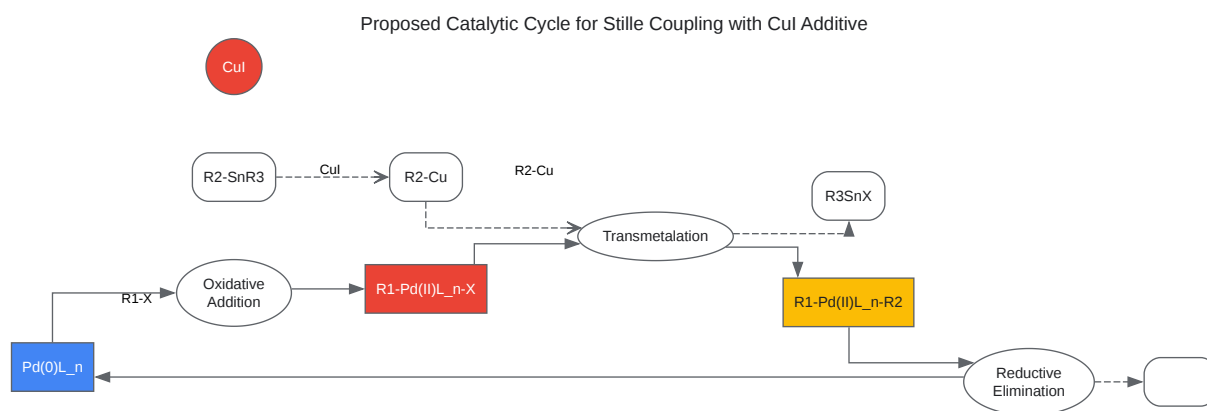 Proposed Catalytic Cycle for Stille Coupling with CuI Additive
CuI
R2-SnR3
CuI
R2-Cu
R2-Cu
R3SnX
Transmetalation
Oxidative
Addition
R1-X
R1-Pd(II)L_n-X
R1-Pd(II)L_n-R2
Pd(0)L_n
Reductive
Elimination